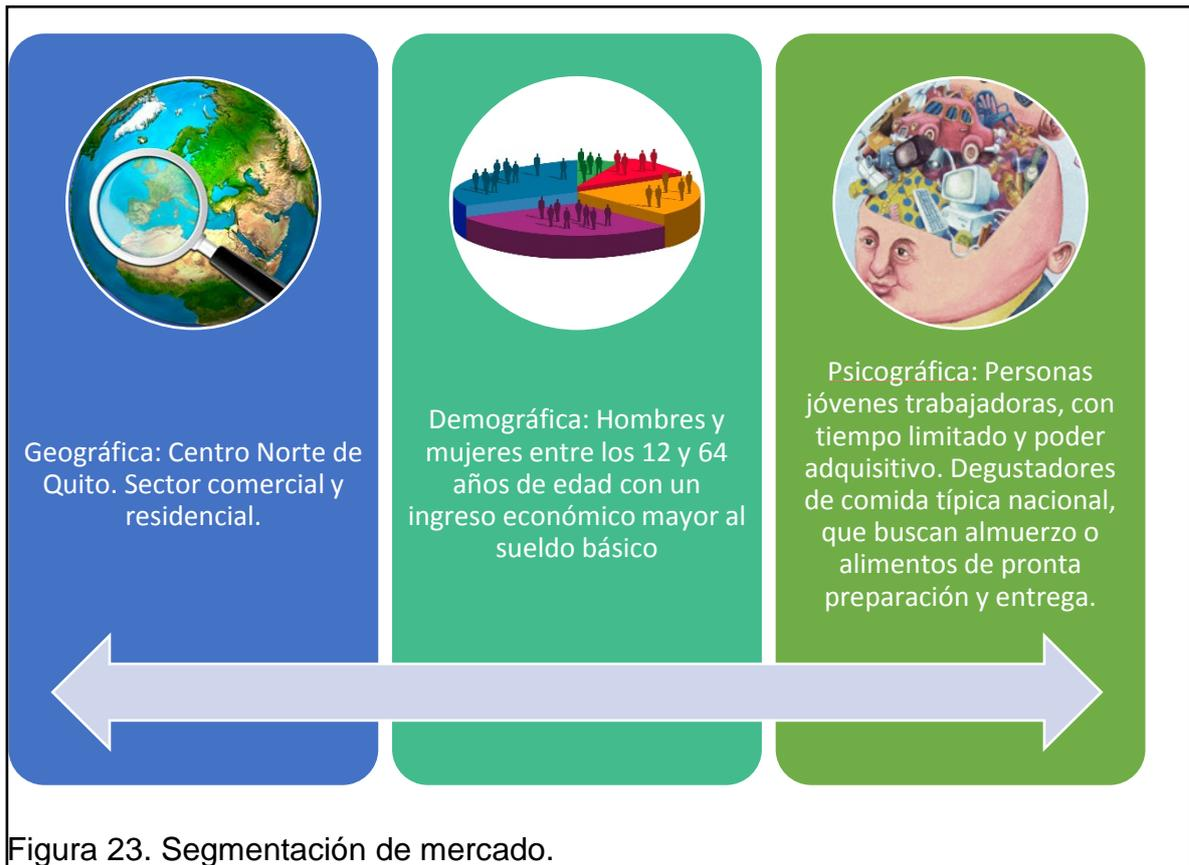 Geográfica: Centro Norte de
Quito. Sector comercial y
residencial.
Demográfica: Hombres y
mujeres entre los 12 y 64
años de edad con un
ingreso económico mayor al
sueldo básico
Psicográfica: Personas
jóvenes trabajadoras, con
tiempo limitado y poder
adquisitivo. Degustadores
de comida típica nacional,
que buscan almuerzo o
alimentos de pronta
preparación y entrega.
Figura 23. Segmentación de mercado.